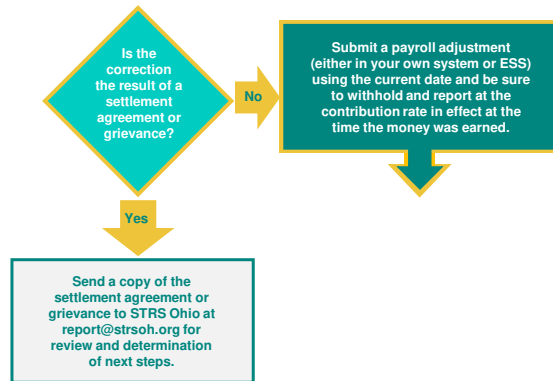 Is the
correction
the result of a
settlement
agreement or
grievance?
No
Submit a payroll adjustment
(either in your own system or ESS)
using the current date and be sure
to withhold and report at the
contribution rate in effect at the
time the money was earned.
Yes
Send a copy of the
settlement agreement or
grievance to STRS Ohio at
report@strsoh.org for
review and determination
of next steps.